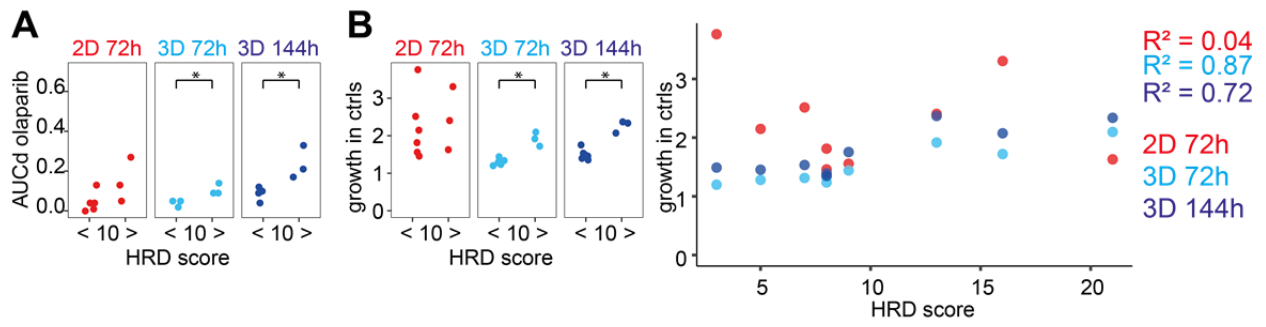 A
2D 72h 3D 72h 3D 144h
AUCd olaparib
0.6
0.4
0.2
0.0
* *
< 10 > < 10 > < 10 >
HRD score
B
2D 72h 3D 72h 3D 144h
growth in ctrls
3
2
1
0
* *
< 10 > < 10 > < 10 >
HRD score
growth in ctrls
3
2
1
0
5 10 15 20
HRD score
R² = 0.04
R² = 0.87
R² = 0.72
2D 72h
3D 72h
3D 144h